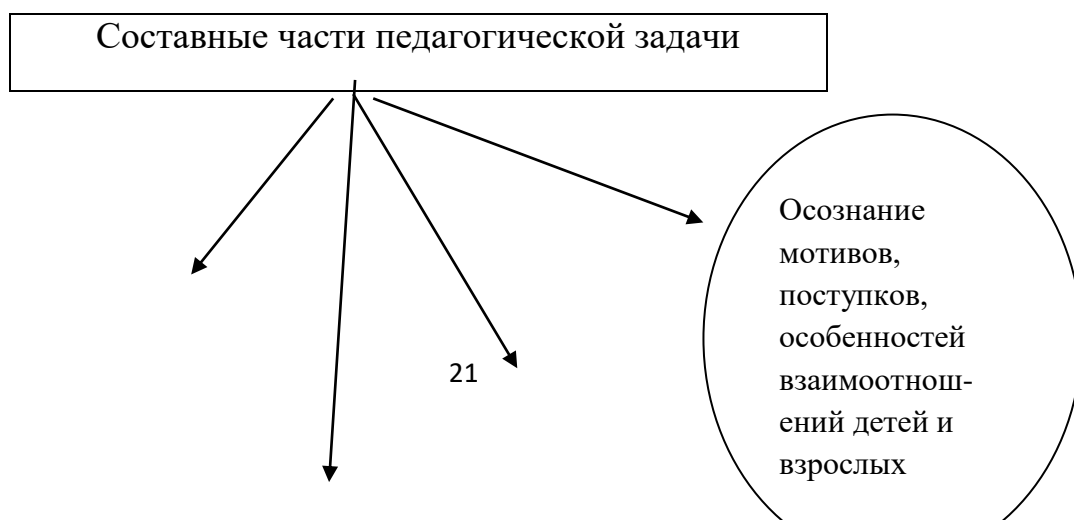 Составные части педагогической задачи
Осознание
мотивов,
поступков,
особенностей
взаимоотнош-
ений детей и
взрослых
21